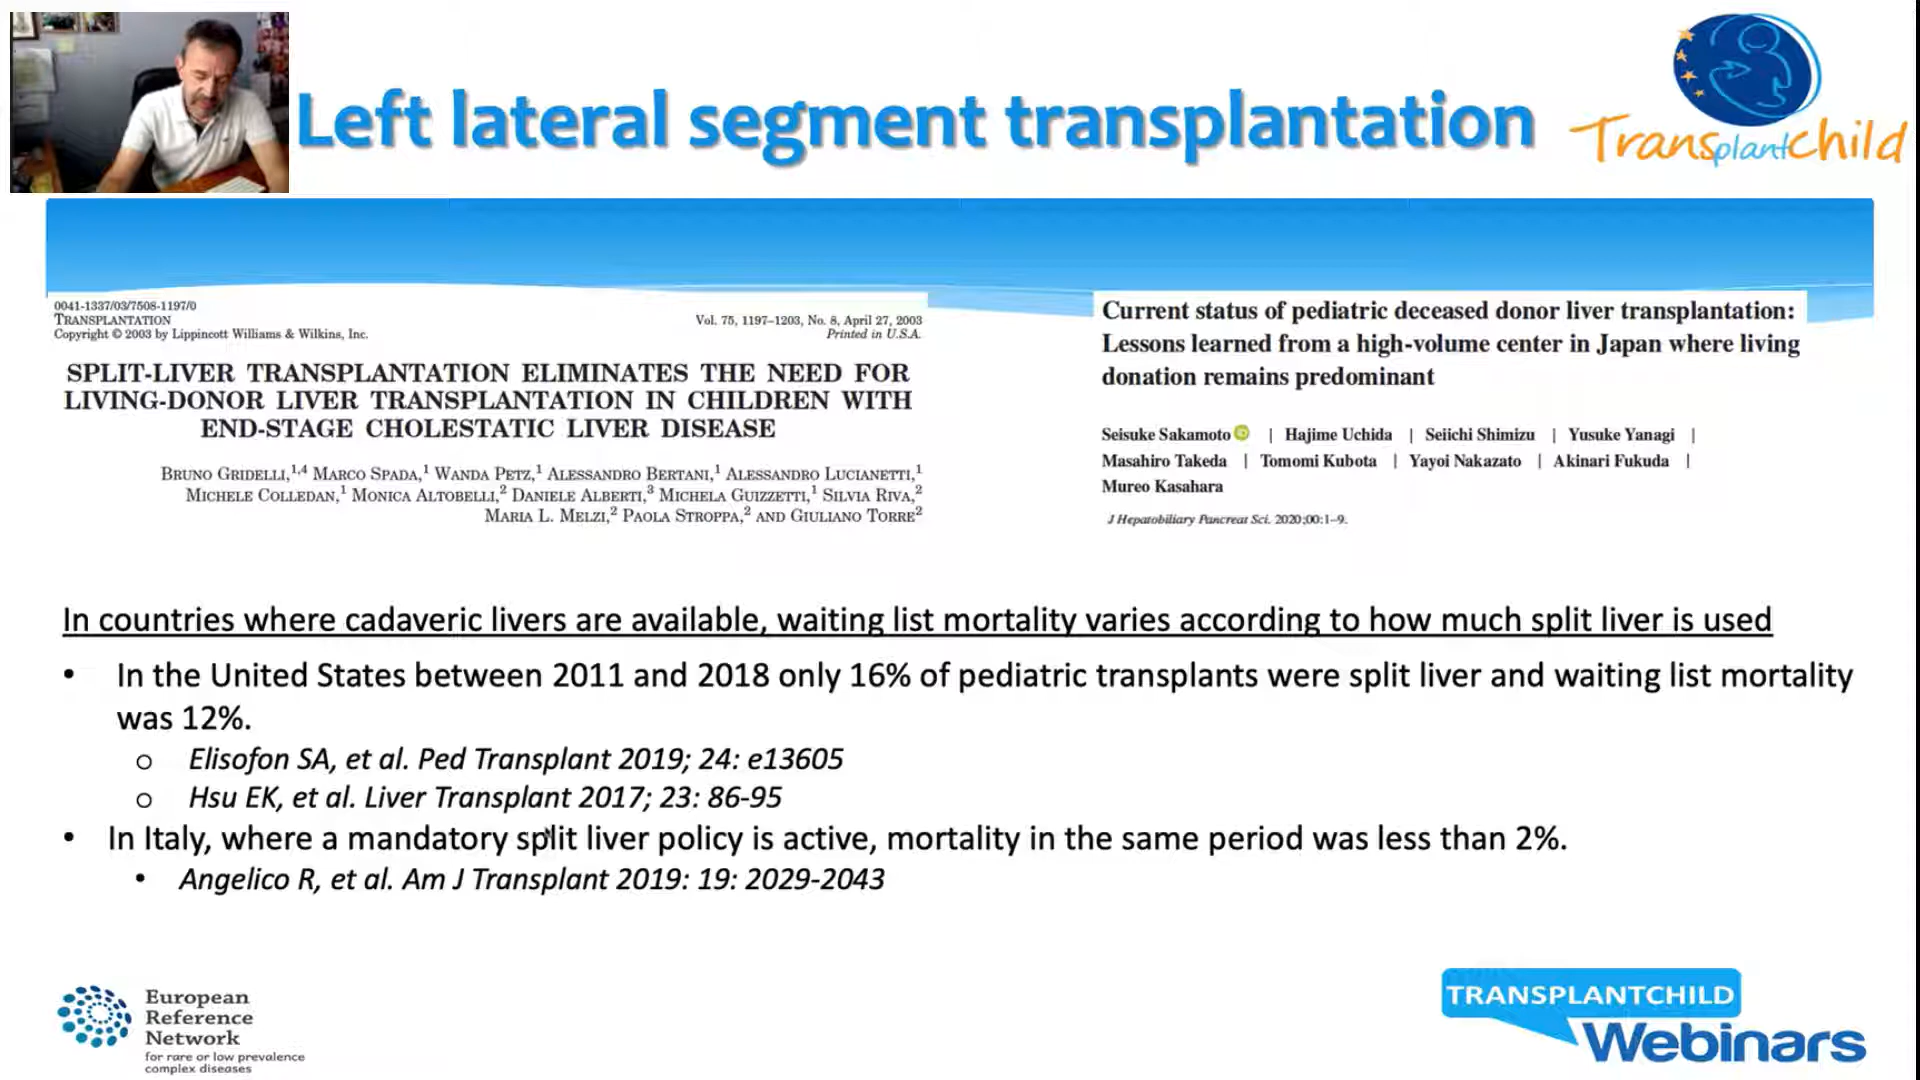 Left lateral segment transplantation
Transplantchild
0041-1337/03/7508-1197/0
TRANSPLANTATION
Copyright © 2003 by Lippincott Williams & Wilkins, Inc.
Vol. 75, 1197–1203, No. 8, April 27, 2003
Printed in U.S.A.
SPLIT-LIVER TRANSPLANTATION ELIMINATES THE NEED FOR
LIVING-DONOR LIVER TRANSPLANTATION IN CHILDREN WITH
END-STAGE CHOLESTATIC LIVER DISEASE
BRUNO GRIDELLI,1,4 MARCO SPADA,1 WANDA PETZ,1 ALESSANDRO BERTANI,1 ALESSANDRO LUCIANETTI,1
MICHELE COLLEDAN,1 MONICA ALTOBELLI,2 DANIELE ALBERTI,3 MICHELA GUIZZETTI,1 SILVIA RIVA,2
MARIA L. MELZI,2 PAOLA STROPPA,2 AND GIULIANO TORRE2
Current status of pediatric deceased donor liver transplantation:
Lessons learned from a high-volume center in Japan where living
donation remains predominant
Seisuke Sakamoto | Hajime Uchida | Seiichi Shimizu | Yusuke Yanagi |
Masahiro Takeda | Tomomi Kubota | Yayoi Nakazato | Akinari Fukuda |
Mureo Kasahara
J Hepatobiliary Pancreat Sci. 2020;00:1–9.
In countries where cadaveric livers are available, waiting list mortality varies according to how much split liver is used
• In the United States between 2011 and 2018 only 16% of pediatric transplants were split liver and waiting list mortality
was 12%.
o Elisofon SA, et al. Ped Transplant 2019; 24: e13605
o Hsu EK, et al. Liver Transplant 2017; 23: 86-95
• In Italy, where a mandatory split liver policy is active, mortality in the same period was less than 2%.
• Angelico R, et al. Am J Transplant 2019: 19: 2029-2043
European
Reference
Network
for rare or low prevalence
complex diseases
TRANSPLANTCHILD
Webinars